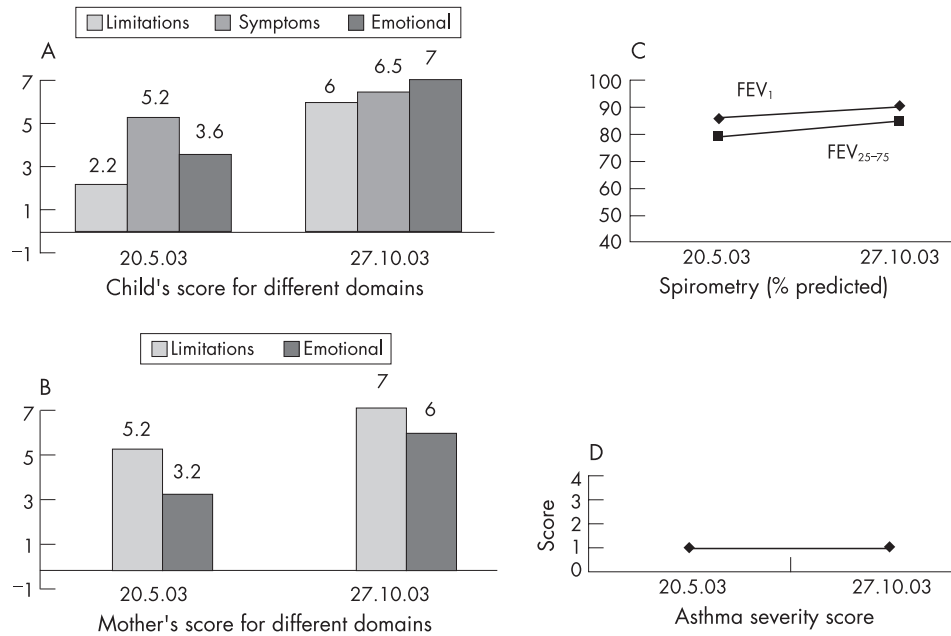 Limitations Symptoms Emotional
A
7
5
3
1
−1
2.2
5.2
3.6
6
6.5
7
20.5.03 27.10.03
Child's score for different domains
C
100
90
80
70
60
50
40
FEV1
FEV25–75
20.5.03 27.10.03
Spirometry (% predicted)
Limitations Emotional
B
7
5
3
1
−1
5.2
3.2
7
6
20.5.03 27.10.03
Mother's score for different domains
D
Score
4
3
2
1
0
20.5.03 27.10.03
Asthma severity score